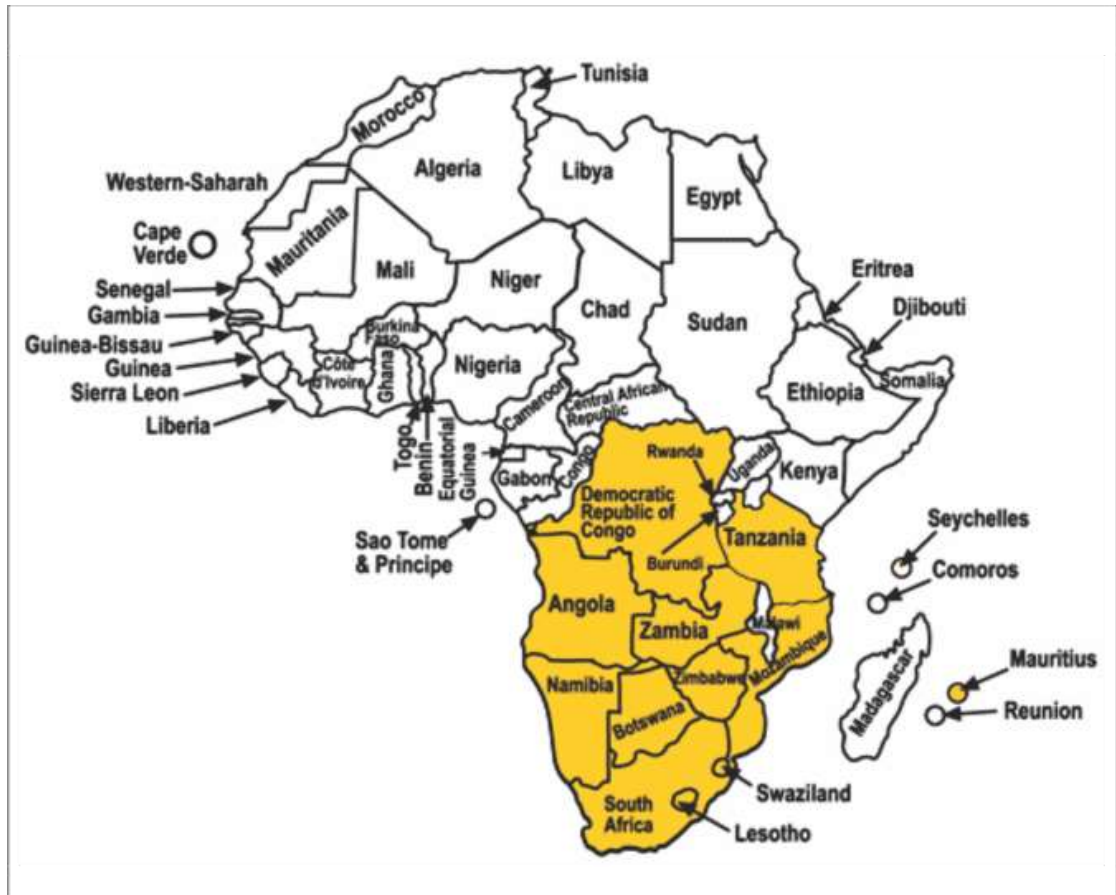 Tunisia
Morocco
Algeria
Libya
Egypt
Western-Saharah
Cape
Verde
Mauritania
Mali
Niger
Chad
Sudan
Eritrea
Djibouti
Senegal
Gambia
Guinea-Bissau
Guinea
Sierra Leon
Liberia
Burkina
Faso
Côte
d'Ivoire
Ghana
Togo
Benin
Nigeria
Cameroon
Central African
Republic
Ethiopia
Somalia
Equatorial
Guinea
Gabon
Congo
Rwanda
Uganda
Kenya
Democratic
Republic of
Congo
Burundi
Tanzania
Sao Tome
& Principe
Seychelles
Comoros
Angola
Zambia
Malawi
Mozambique
Madagascar
Mauritius
Reunion
Namibia
Zimbabwe
Botswana
South
Africa
Swaziland
Lesotho